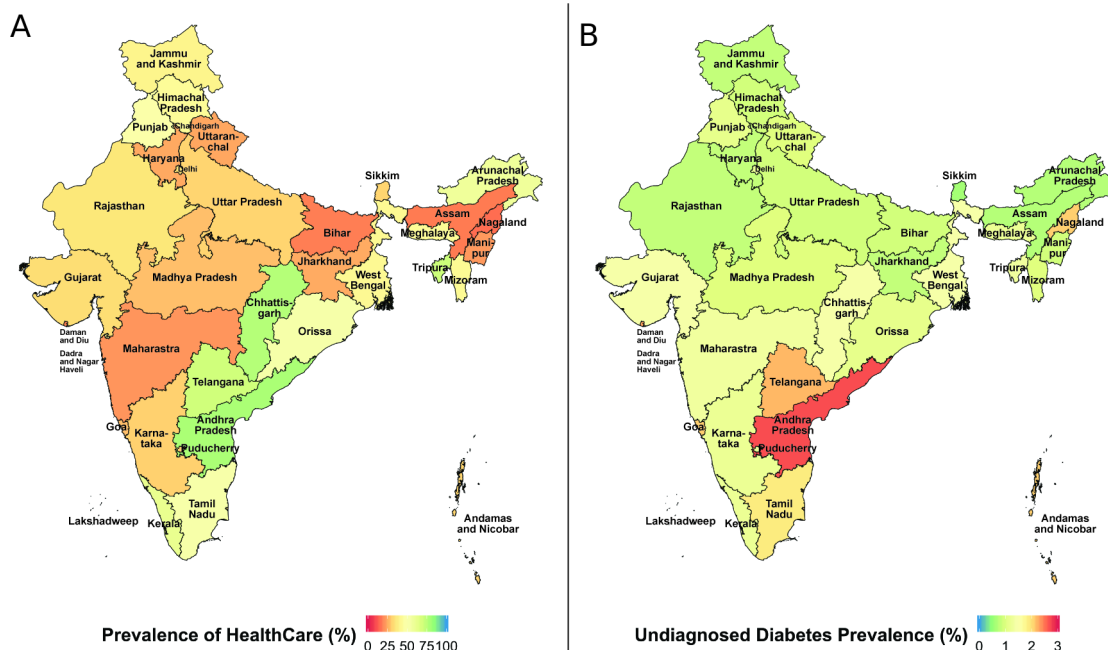 A
Jammu
and Kashmir
Himachal
Pradesh
Punjab
Chandigarh
Uttaran-
chal
Haryana
Delhi
Arunachal
Pradesh
Sikkim
Rajasthan
Uttar Pradesh
Assam
Nagaland
Bihar
Meghalaya
Mani-
pur
Jharkhand
Tripura
Mizoram
Gujarat
Madhya Pradesh
West
Bengal
Chhattis-
garh
Daman
and Diu
Orissa
Dadra
and Nagar
Haveli
Maharastra
Telangana
Goa
Karna-
taka
Andhra
Pradesh
Puducherry
Tamil
Nadu
Lakshadweep
Kerala
Andamas
and Nicobar
Prevalence of HealthCare (%)
0 25 50 75 100
B
Jammu
and Kashmir
Himachal
Pradesh
Punjab
Chandigarh
Uttaran-
chal
Haryana
Delhi
Arunachal
Pradesh
Sikkim
Rajasthan
Uttar Pradesh
Assam
Nagaland
Bihar
Meghalaya
Mani-
pur
Jharkhand
Tripura
Mizoram
Gujarat
Madhya Pradesh
West
Bengal
Chhattis-
garh
Daman
and Diu
Orissa
Dadra
and Nagar
Haveli
Maharastra
Telangana
Goa
Karna-
taka
Andhra
Pradesh
Puducherry
Tamil
Nadu
Lakshadweep
Kerala
Andamas
and Nicobar
Undiagnosed Diabetes Prevalence (%)
0 1 2 3